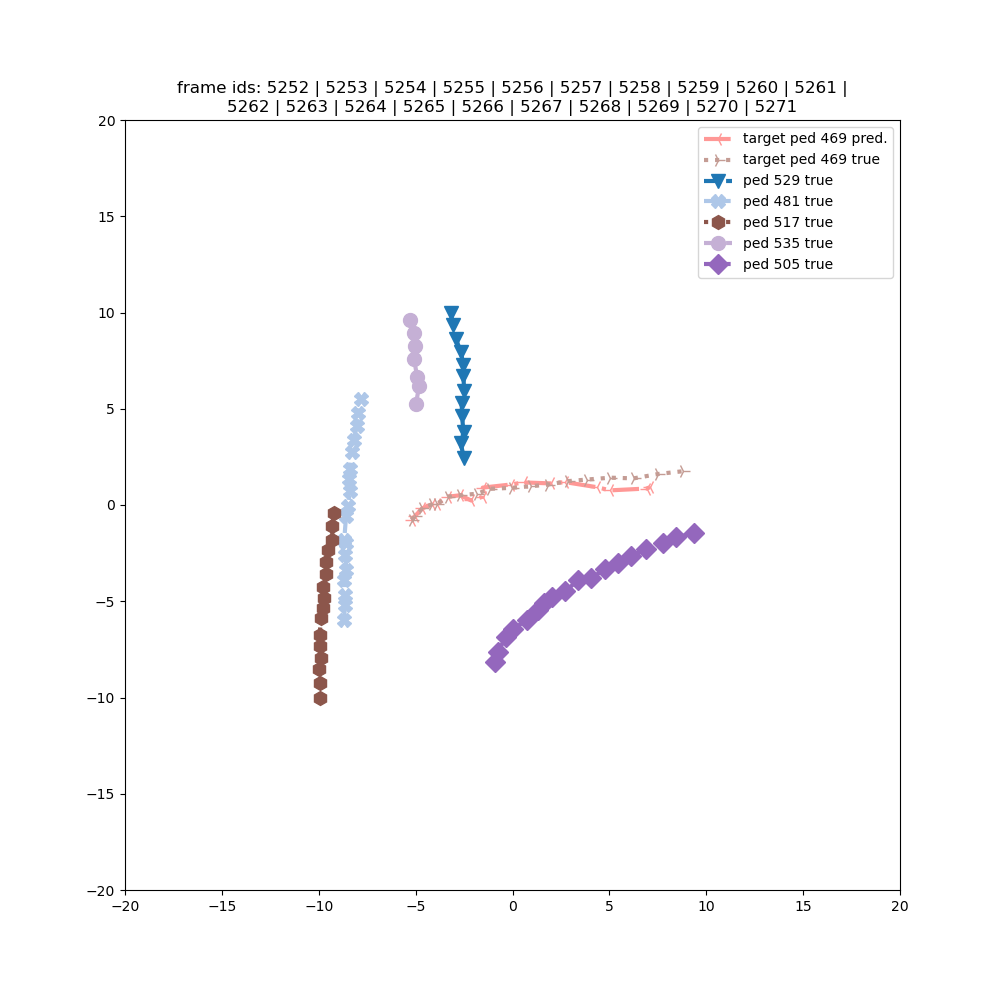 frame ids: 5252 | 5253 | 5254 | 5255 | 5256 | 5257 | 5258 | 5259 | 5260 | 5261 |
5262 | 5263 | 5264 | 5265 | 5266 | 5267 | 5268 | 5269 | 5270 | 5271
target ped 469 pred.
target ped 469 true
ped 529 true
ped 481 true
ped 517 true
ped 535 true
ped 505 true
20
15
10
5
0
−5
−10
−15
−20
−20 −15 −10 −5 0 5 10 15 20